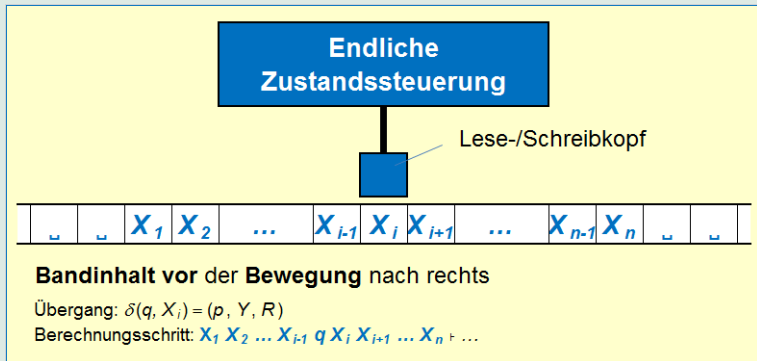 Endliche
Zustandssteuerung
Lese-/Schreibkopf
␣ ␣ X₁ X₂ ... Xᵢ₋₁ Xᵢ Xᵢ₊₁ ... Xₙ₋₁ Xₙ ␣ ␣
Bandinhalt vor der Bewegung nach rechts
Übergang: δ(q, Xᵢ) = (p, Y, R)
Berechnungsschritt: X₁ X₂ ... Xᵢ₋₁ q Xᵢ Xᵢ₊₁ ... Xₙ ⊦ ...